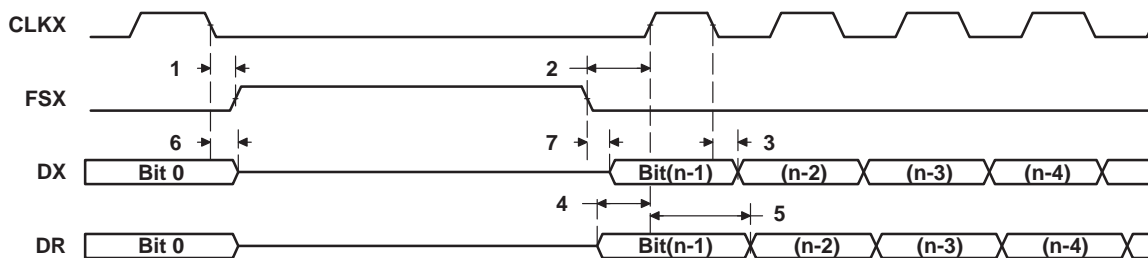 CLKX
1
2
FSX
6
7
3
DX
Bit 0
Bit(n-1)
(n-2)
(n-3)
(n-4)
4
5
DR
Bit 0
Bit(n-1)
(n-2)
(n-3)
(n-4)